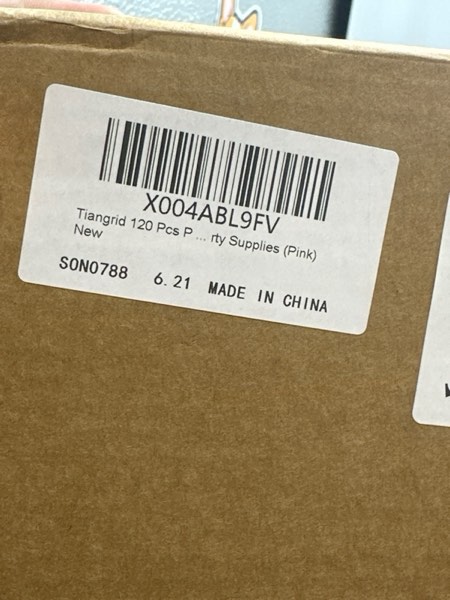 X004ABL9FV
Tiangrid 120 Pcs P ... rty Supplies (Pink)
New
SON0788 6.21 MADE IN CHINA